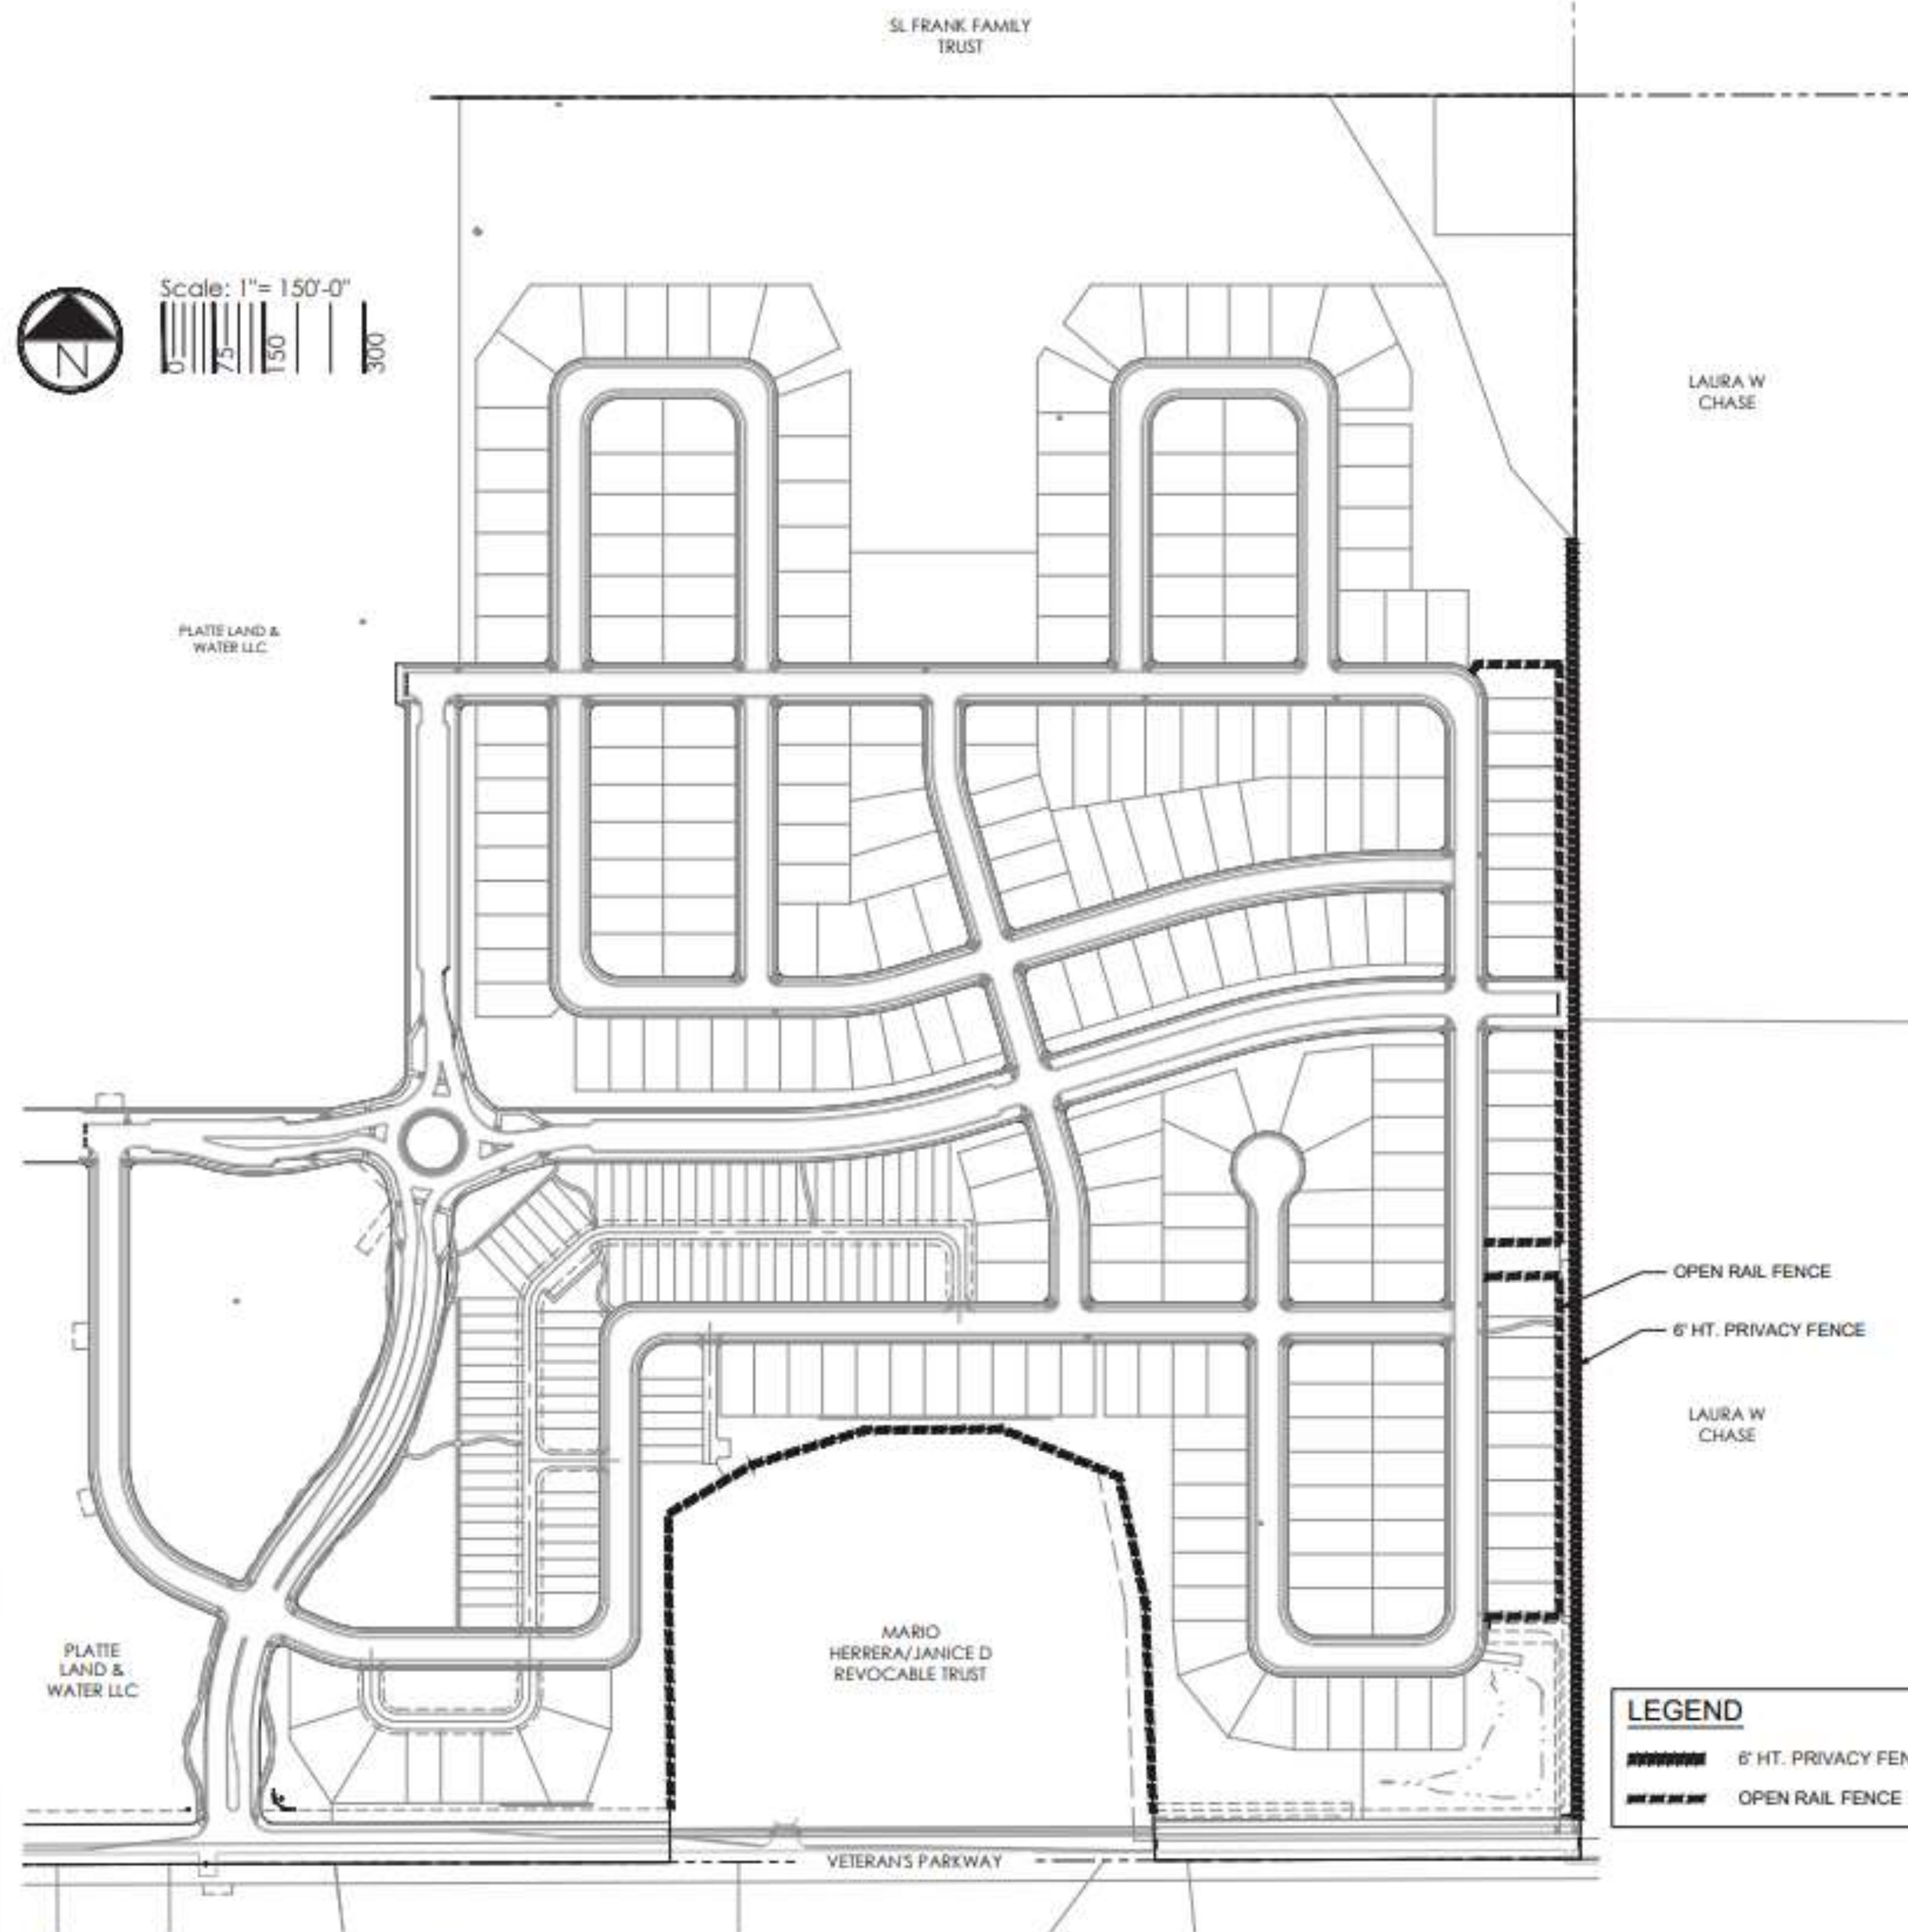 SL FRANK FAMILY
TRUST
Scale: 1"= 150'-0"
0
75
150
300
N
LAURA W
CHASE
PLATTE LAND &
WATER LLC
OPEN RAIL FENCE
6' HT. PRIVACY FENCE
LAURA W
CHASE
MARIO
HERRERA/JANICE D
REVOCABLE TRUST
PLATTE
LAND &
WATER LLC
LEGEND
6' HT. PRIVACY FEN
OPEN RAIL FENCE
VETERAN'S PARKWAY